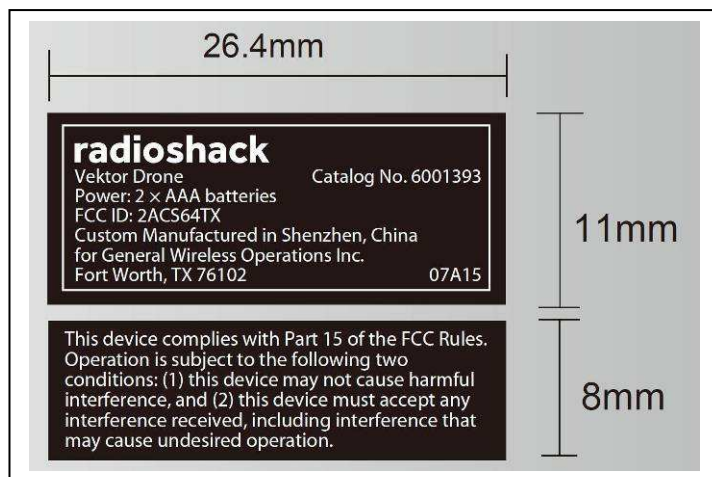 26.4mm
radioshack
Vektor Drone Catalog No. 6001393
Power: 2 × AAA batteries
FCC ID: 2ACS64TX
Custom Manufactured in Shenzhen, China
for General Wireless Operations Inc.
Fort Worth, TX 76102 07A15
11mm
This device complies with Part 15 of the FCC Rules.
Operation is subject to the following two
conditions: (1) this device may not cause harmful
interference, and (2) this device must accept any
interference received, including interference that
may cause undesired operation.
8mm